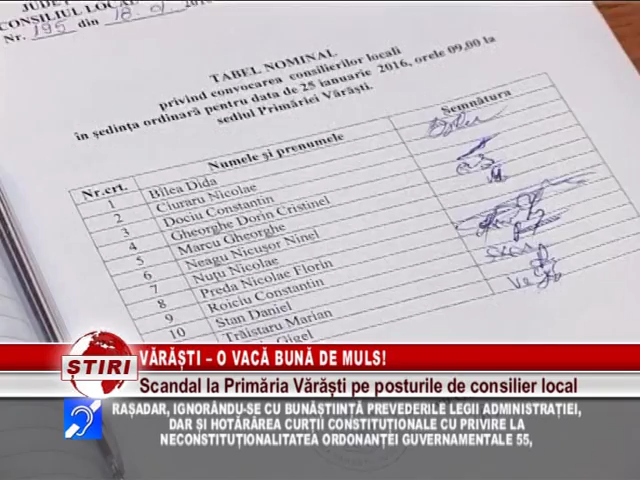 JUDEȚ
CONSILIUL LOCAL
Nr. 195 din 18.
TABEL NOMINAL
privind convocarea consilierilor locali
în ședința ordinară pentru data de 25 ianuarie 2016, orele 09,00 la
sediul Primăriei Vărăști.
Nr.crt. Numele și prenumele Semnătura
1 Bîlea Dida
2 Ciuraru Nicolae
3 Dociu Constantin
4 Gheorghe Dorin Cristinel
5 Marcu Gheorghe
6 Neagu Nicușor Ninel
7 Nuțu Nicolae
8 Preda Nicolae Florin
9 Roiciu Constantin
10 Stan Daniel
Trăistaru Marian
Gigel
ȘTIRI
VĂRĂȘTI – O VACĂ BUNĂ DE MULS!
Scandal la Primăria Vărăști pe posturile de consilier local
RAȘADAR, IGNORÂNDU-SE CU BUNĂȘTIINȚĂ PREVEDERILE LEGII ADMINISTRAȚIEI,
DAR ȘI HOTĂRÂREA CURȚII CONSTITUȚIONALE CU PRIVIRE LA
NECONSTITUȚIONALITATEA ORDONANȚEI GUVERNAMENTALE 55,